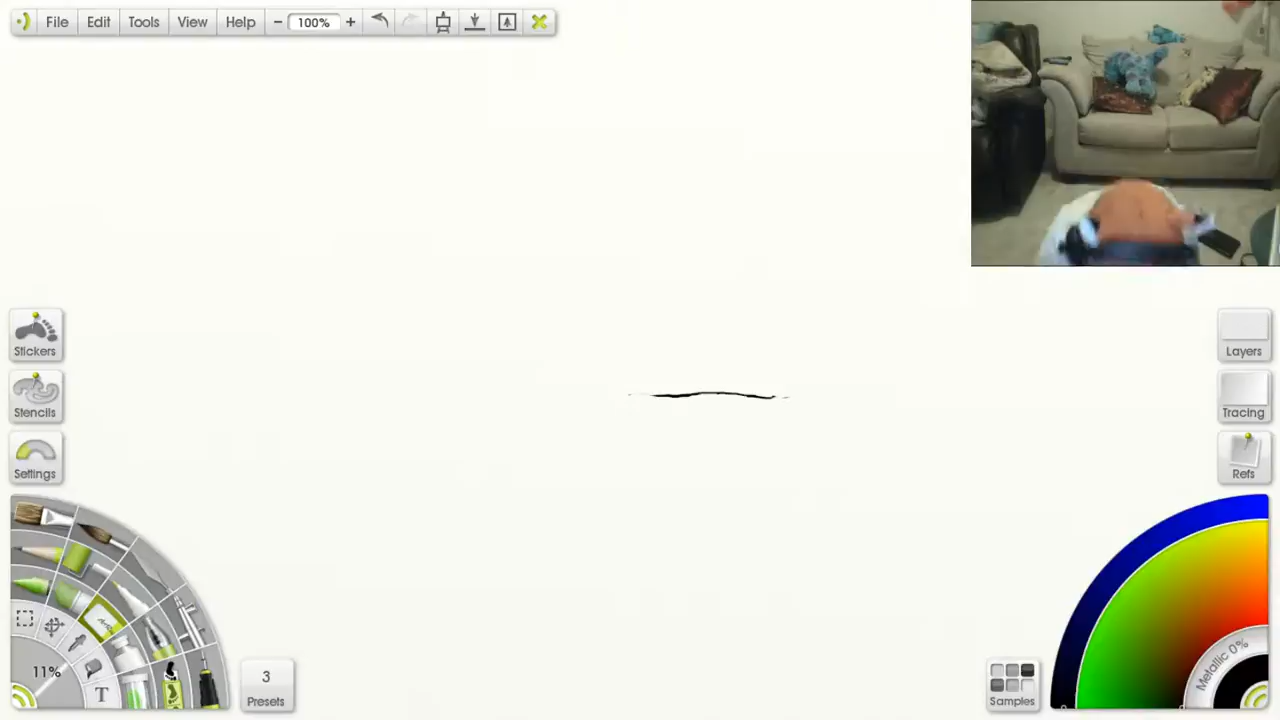 File Edit Tools View Help − 100% +
Stickers
Stencils
Settings
Layers
Tracing
Refs
11%
T
3
Presets
Samples
Metallic 0%